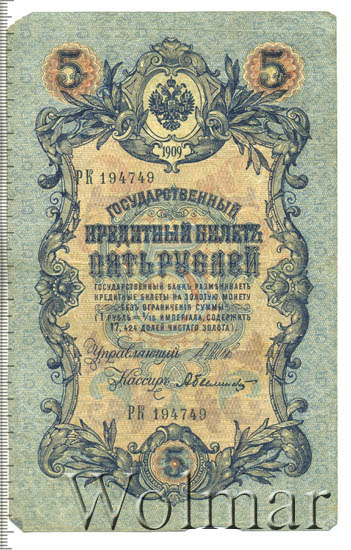 5 5
1909
РК 194749
ГОСУДАРСТВЕННЫЙ
КРЕДИТНЫЙ БИЛЕТЪ
ПЯТЬ РУБЛЕЙ
ГОСУДАРСТВЕННЫЙ БАНКЪ РАЗМѢНИВАЕТЪ
КРЕДИТНЫЕ БИЛЕТЫ НА ЗОЛОТУЮ МОНЕТУ
БЕЗЪ ОГРАНИЧЕНІЯ СУММЫ
(1 РУБЛЬ = 1/15 ИМПЕРІАЛА, СОДЕРЖИТЪ
17,424 ДОЛЕЙ ЧИСТАГО ЗОЛОТА).
Управляющій
Кассиръ
РК 194749
5
Wolmar